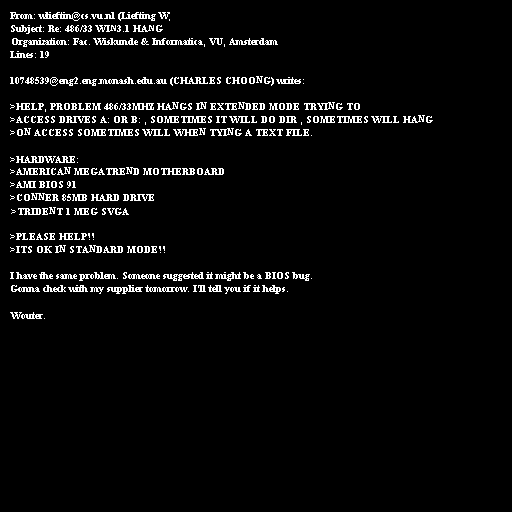 From: wlieftin@cs.vu.nl (Liefting W)
Subject: Re: 486/33 WIN3.1 HANG
Organization: Fac. Wiskunde & Informatica, VU, Amsterdam
Lines: 19
10748539@eng2.eng.monash.edu.au (CHARLES CHOONG) writes:
>HELP, PROBLEM 486/33MHZ HANGS IN EXTENDED MODE TRYING TO
>ACCESS DRIVES A: OR B: , SOMETIMES IT WILL DO DIR , SOMETIMES WILL HANG
>ON ACCESS SOMETIMES WILL WHEN TYING A TEXT FILE.
>HARDWARE:
>AMERICAN MEGATREND MOTHERBOARD
>AMI BIOS 91
>CONNER 85MB HARD DRIVE
>TRIDENT 1 MEG SVGA
>PLEASE HELP!!
>ITS OK IN STANDARD MODE!!
I have the same problem. Someone suggested it might be a BIOS bug.
Gonna check with my supplier tomorrow. I'll tell you if it helps.
Wouter.